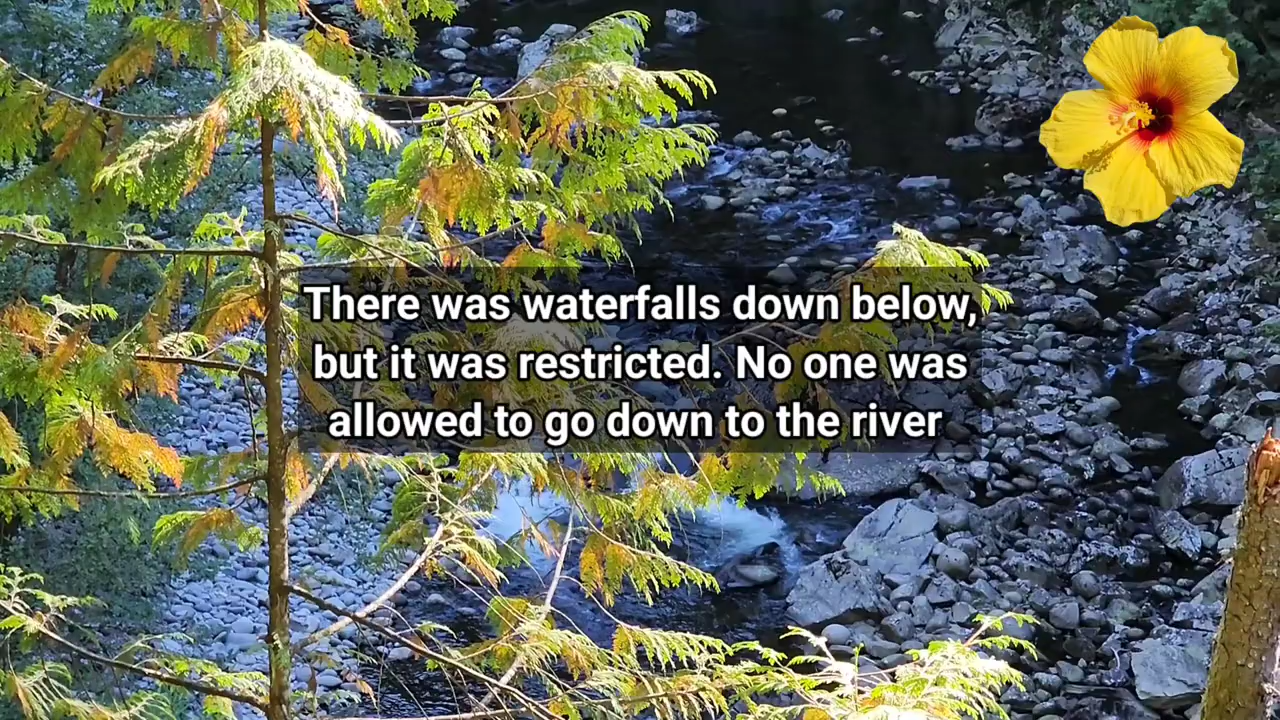 There was waterfalls down below,
but it was restricted. No one was
allowed to go down to the river